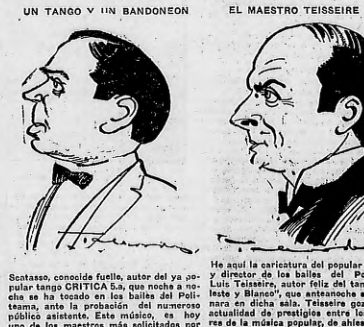 UN TANGO Y UN BANDONEON
Scatasso, conocido fuelle, autor del ya po-
pular tango CRITICA 5.a, que noche a no-
che se ha tocado en los bailes del Poli-
teama, ante la probación del numeroso
público asistente. Este músico, es hoy
uno de los maestros más solicitados por
EL MAESTRO TEISSEIRE
He aquí la caricatura del popular
y director de los bailes del Po
Luis Teisseire, autor feliz del tan
leste y Blanco", que anteanoche
nara en dicha sala. Teisseire goz
actualidad de prestigios entre lo
res de la música popular, de la